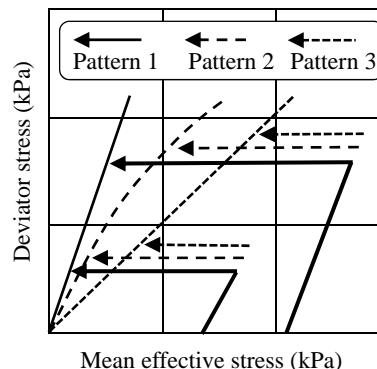 Pattern 1 Pattern 2 Pattern 3
Deviator stress (kPa)
Mean effective stress (kPa)